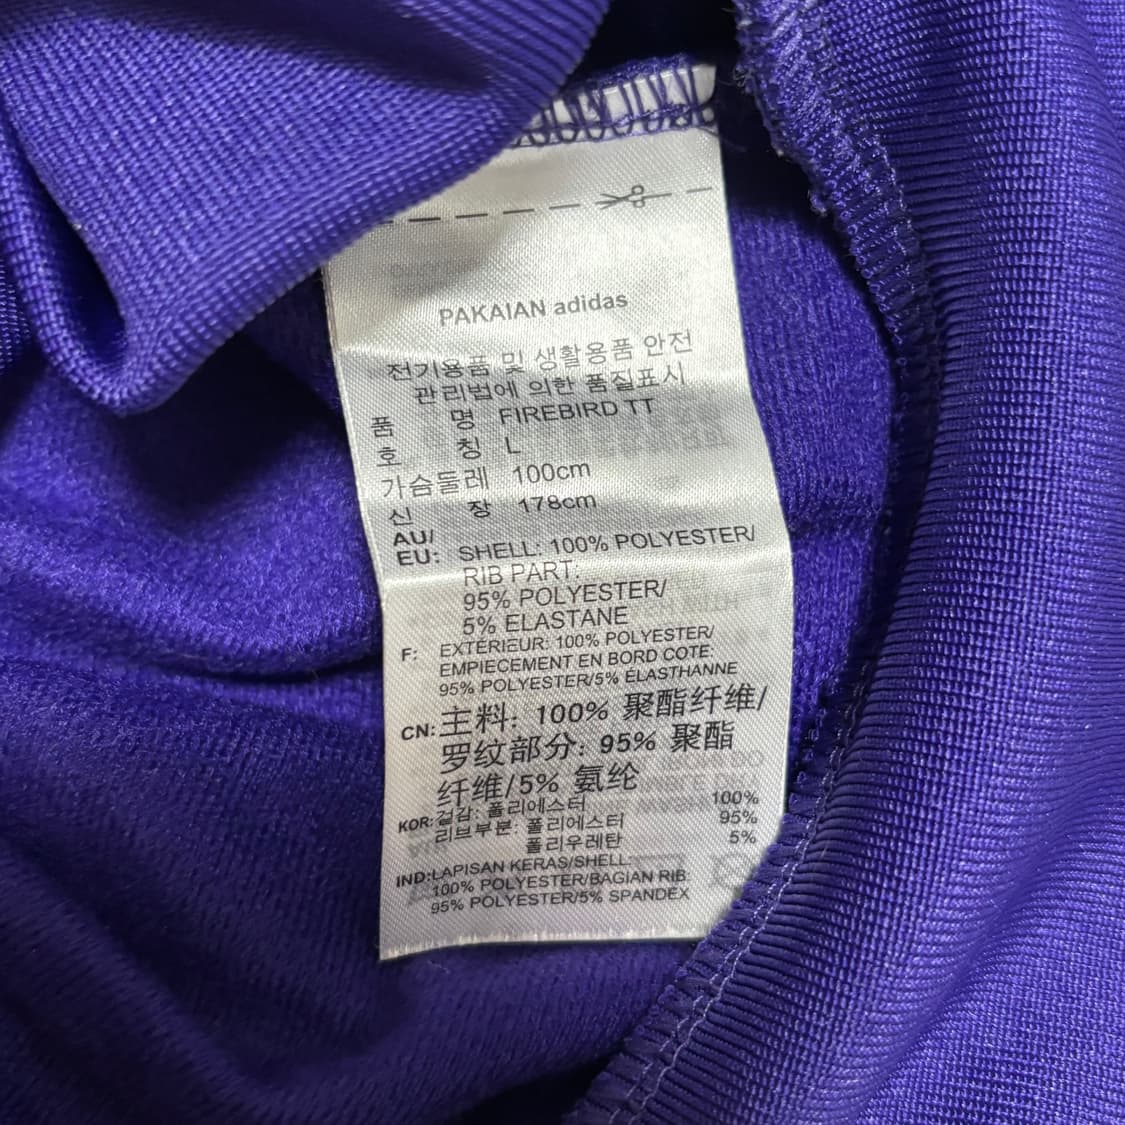 PAKAIAN adidas
전기용품 및 생활용품 안전
관리법에 의한 품질표시
품 명 FIREBIRD TT
호 칭 L
가슴둘레 100cm
신 장 178cm
AU/
EU: SHELL: 100% POLYESTER/
RIB PART:
95% POLYESTER/
5% ELASTANE
F: EXTÉRIEUR: 100% POLYESTER/
EMPIECEMENT EN BORD COTE:
95% POLYESTER/5% ÉLASTHANNE
CN: 主料: 100% 聚酯纤维/
罗纹部分: 95% 聚酯
纤维/5% 氨纶
KOR: 겉감: 폴리에스터 100%
리브부분: 폴리에스터 95%
폴리우레탄 5%
IND: LAPISAN KERAS/SHELL:
100% POLYESTER/BAGIAN RIB:
95% POLYESTER/5% SPANDEX